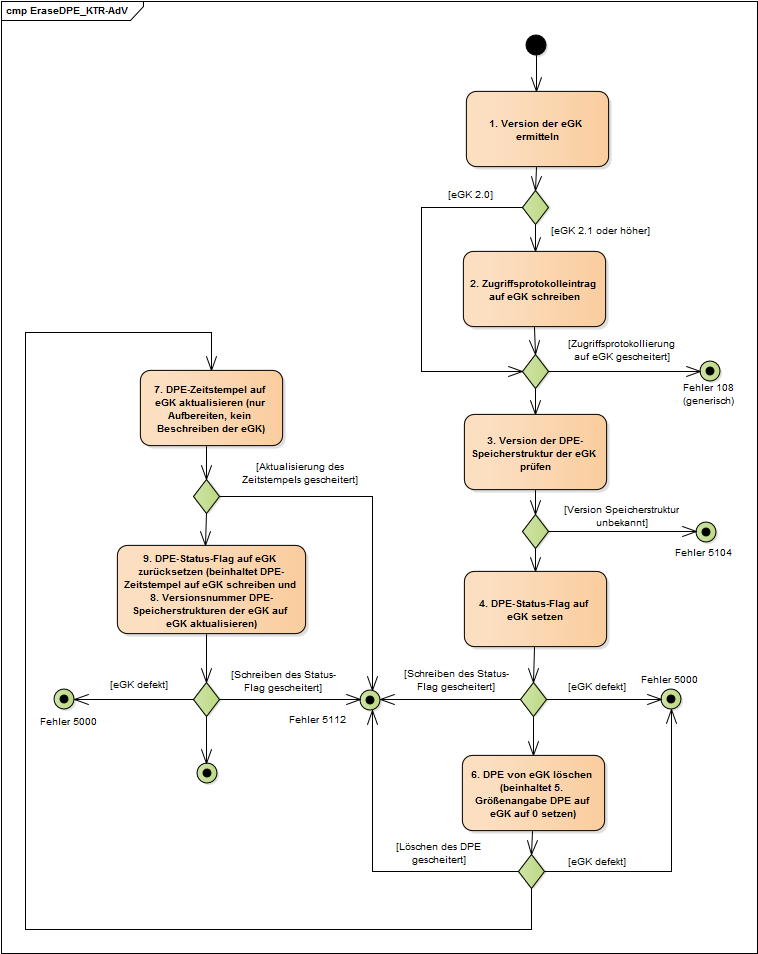 cmp EraseDPE_KTR-AdV
1. Version der eGK
ermitteln
[eGK 2.0]
[eGK 2.1 oder höher]
2. Zugriffsprotokolleintrag
auf eGK schreiben
[Zugriffsprotokollierung
auf eGK gescheitert]
Fehler 108
(generisch)
3. Version der DPE-
Speicherstruktur der eGK
prüfen
[Version Speicherstruktur
unbekannt]
Fehler 5104
4. DPE-Status-Flag auf
eGK setzen
[Schreiben des Status-
Flag gescheitert]
[eGK defekt]
Fehler 5000
6. DPE von eGK löschen
(beinhaltet 5.
Größenangabe DPE auf
eGK auf 0 setzen)
[Löschen des DPE
gescheitert]
[eGK defekt]
7. DPE-Zeitstempel auf
eGK aktualisieren (nur
Aufbereiten, kein
Beschreiben der eGK)
[Aktualisierung des
Zeitstempels gescheitert]
9. DPE-Status-Flag auf eGK
zurücksetzen (beinhaltet DPE-
Zeitstempel auf eGK schreiben und
8. Versionsnummer DPE-
Speicherstrukturen der eGK auf
eGK aktualisieren)
[eGK defekt]
Fehler 5000
[Schreiben des Status-
Flag gescheitert]
Fehler 5112